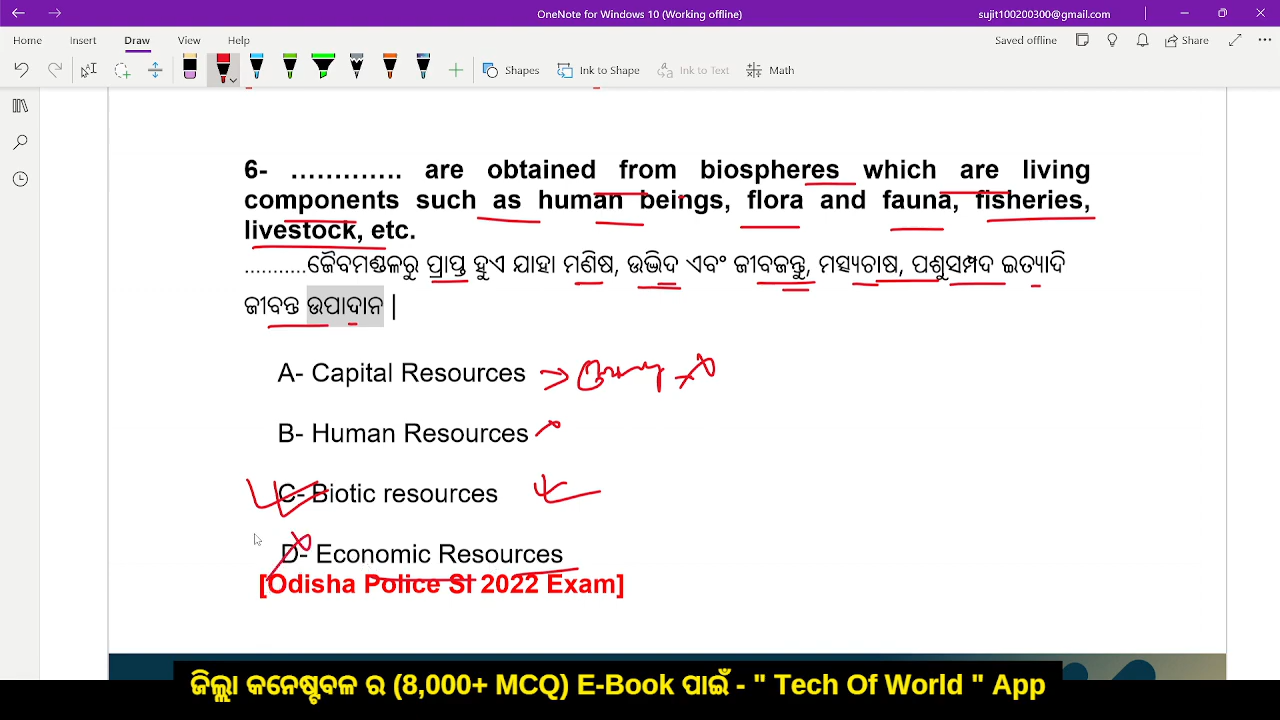 OneNote for Windows 10 (Working offline)
sujit100200300@gmail.com
Home Insert Draw View Help
Saved offline Share
Shapes Ink to Shape Ink to Text Math
6- ............. are obtained from biospheres which are living
components such as human beings, flora and fauna, fisheries,
livestock, etc.
...........ଜୈବମଣ୍ଡଳରୁ ପ୍ରାପ୍ତ ହୁଏ ଯାହା ମଣିଷ, ଉଦ୍ଭିଦ ଏବଂ ଜୀବଜନ୍ତୁ, ମତ୍ସ୍ୟଚାଷ, ପଶୁସମ୍ପଦ ଇତ୍ୟାଦି
ଜୀବନ୍ତ ଉପାଦାନ |
A- Capital Resources
B- Human Resources
C- Biotic resources
D- Economic Resources
[Odisha Police SI 2022 Exam]
ଜିଲ୍ଲା କନେଷ୍ଟବଳ ର (8,000+ MCQ) E-Book ପାଇଁ - " Tech Of World " App